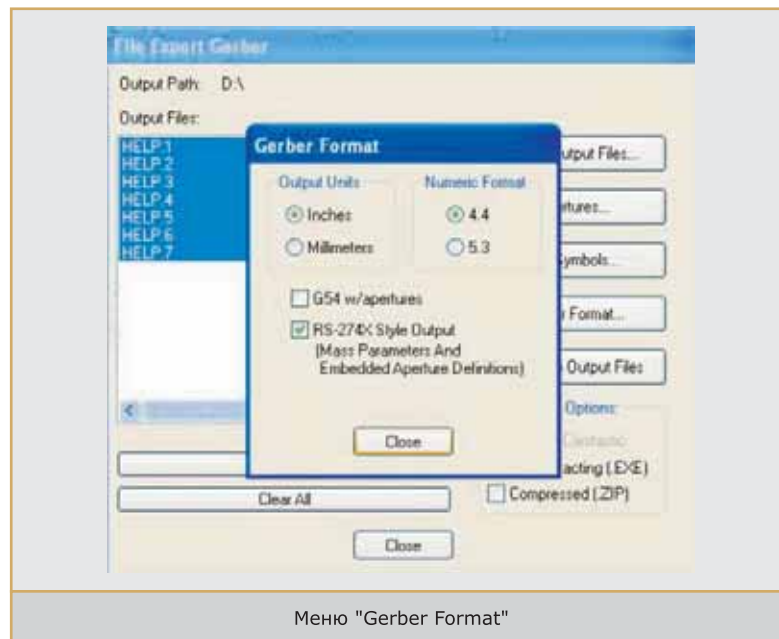 File Export Gerber
Output Path: D:\
Output Files:
HELP 1
HELP 2
HELP 3
HELP 4
HELP 5
HELP 6
HELP 7
utput Files...
rtures...
ymbols...
r Format...
Output Files
Options:
acting (.EXE)
Compressed (.ZIP)
Clear All
Close
Gerber Format
Output Units
Inches
Millimeters
Numeric Format
4.4
5.3
G54 w/apertures
RS-274X Style Output
(Mass Parameters And
Embedded Aperture Definitions)
Close
Меню "Gerber Format"